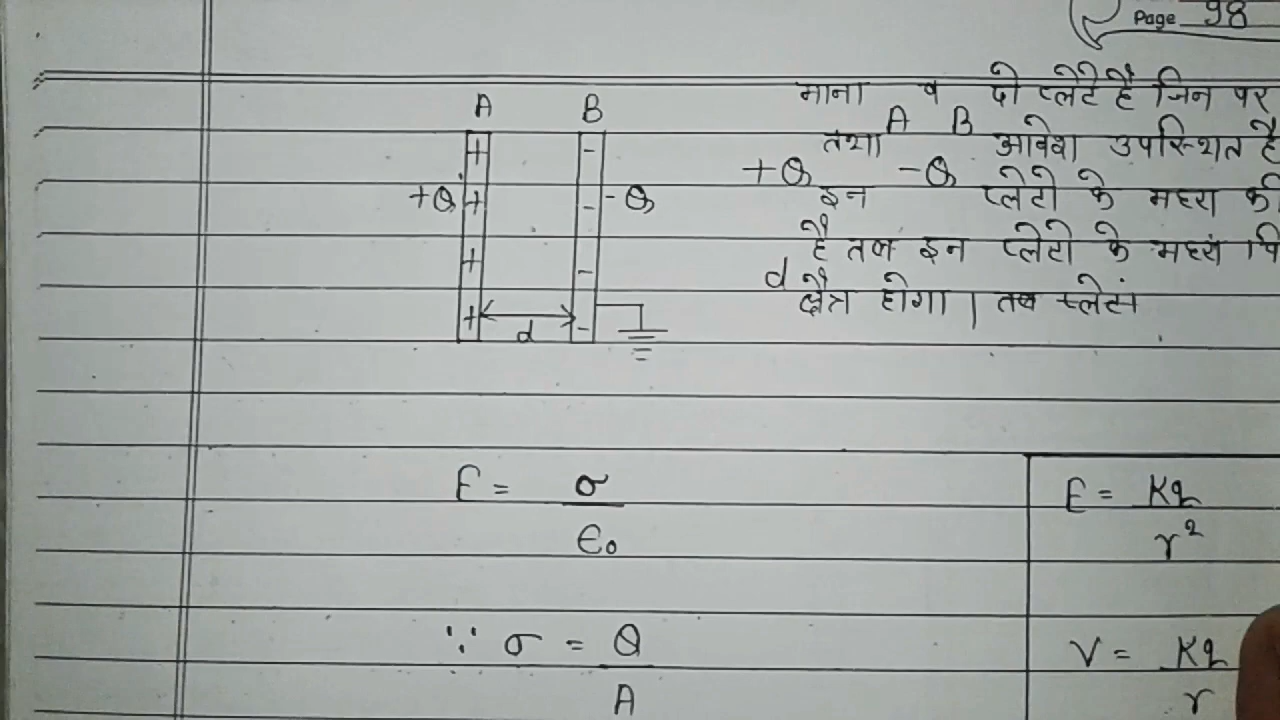 Page 98
A B
माना व दो प्लेटे है जिन पर
A B
तथा आवेश उपस्थित है
+Q -Q
इन प्लेटो के मध्य की
है तब इन प्लेटो के मध्य
d
क्षैत्र होगा। तब
+ -
+Q + - -Q
+ -
+ d -
E = σ
ϵ₀
∵ σ = Q
A
E = Kq
r²
V = Kq
r